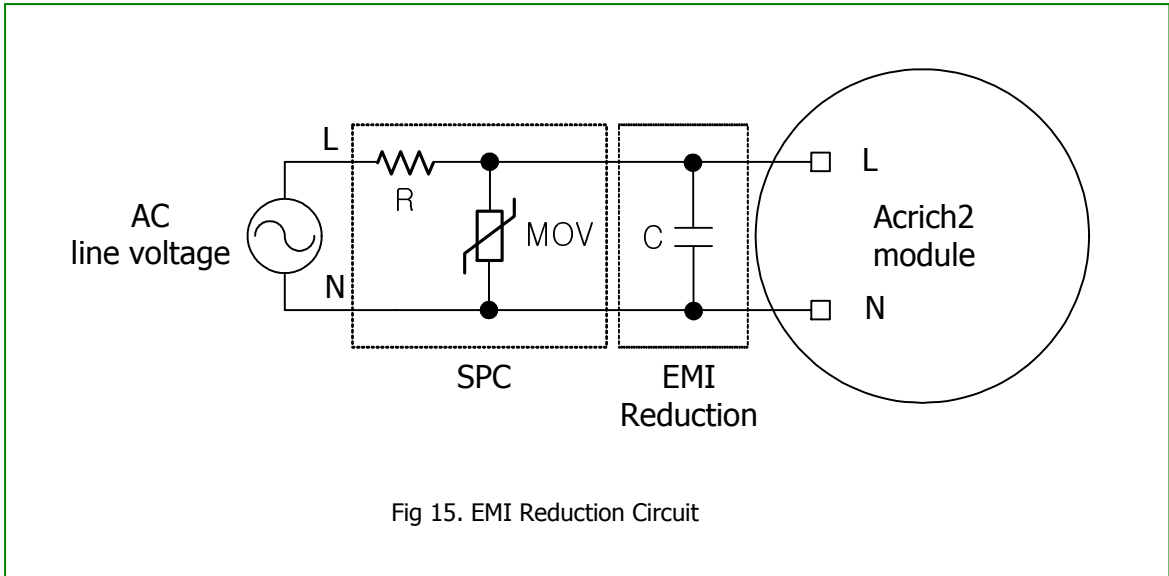 L
R
AC
line voltage
MOV
C
N
L
Acrich2
module
N
SPC
EMI
Reduction
Fig 15. EMI Reduction Circuit